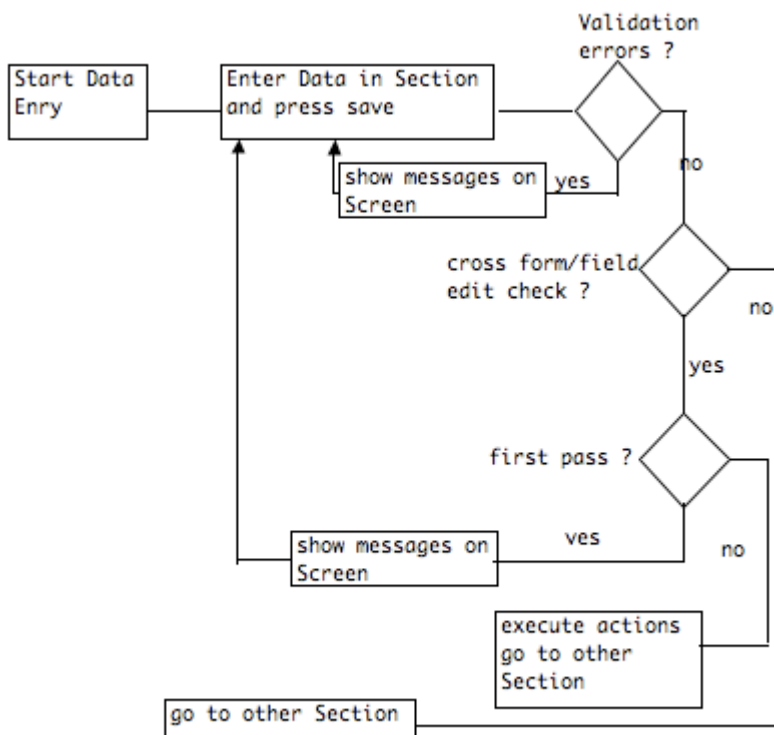 Validation
errors ?
Start Data
Enry
Enter Data in Section
and press save
show messages on
Screen
yes
no
cross form/field
edit check ?
no
yes
first pass ?
yes
no
show messages on
Screen
execute actions
go to other
Section
go to other Section